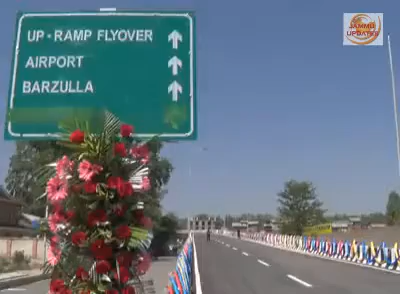 UP - RAMP FLYOVER
AIRPORT
BARZULLA
JAMMU
UPDATES